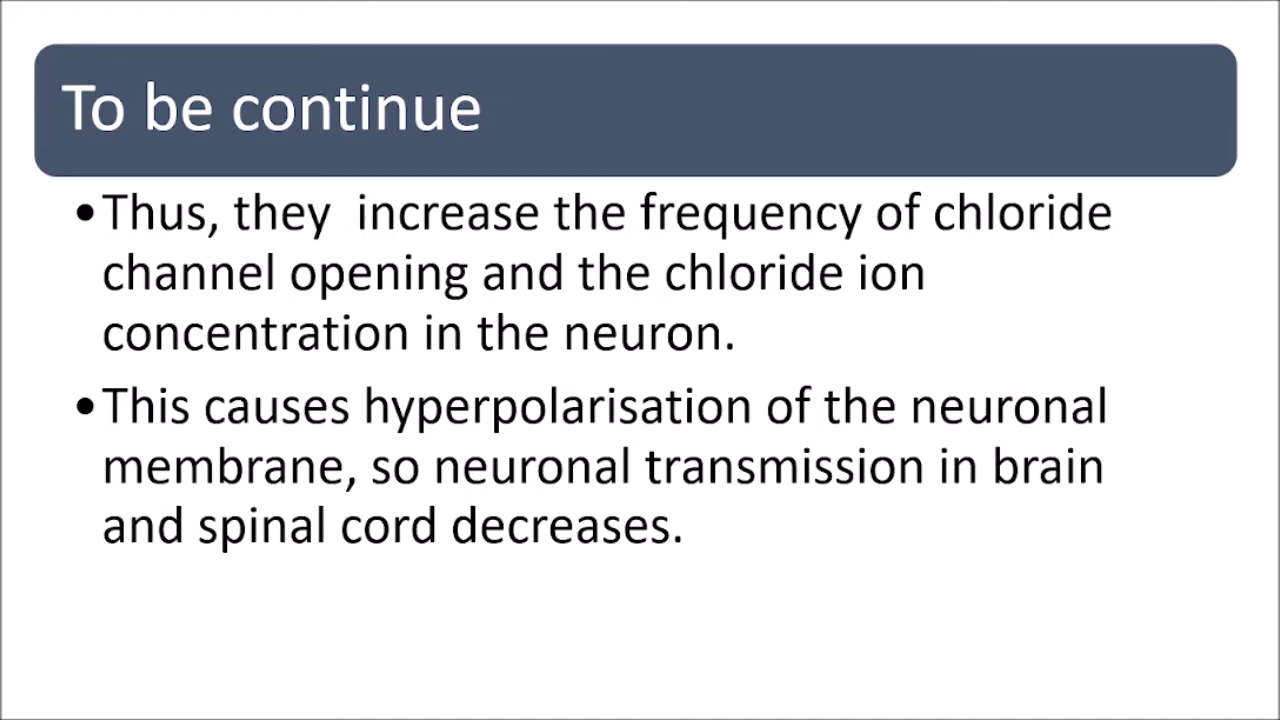 To be continue
•Thus, they  increase the frequency of chloride
channel opening and the chloride ion
concentration in the neuron.
•This causes hyperpolarisation of the neuronal
membrane, so neuronal transmission in brain
and spinal cord decreases.